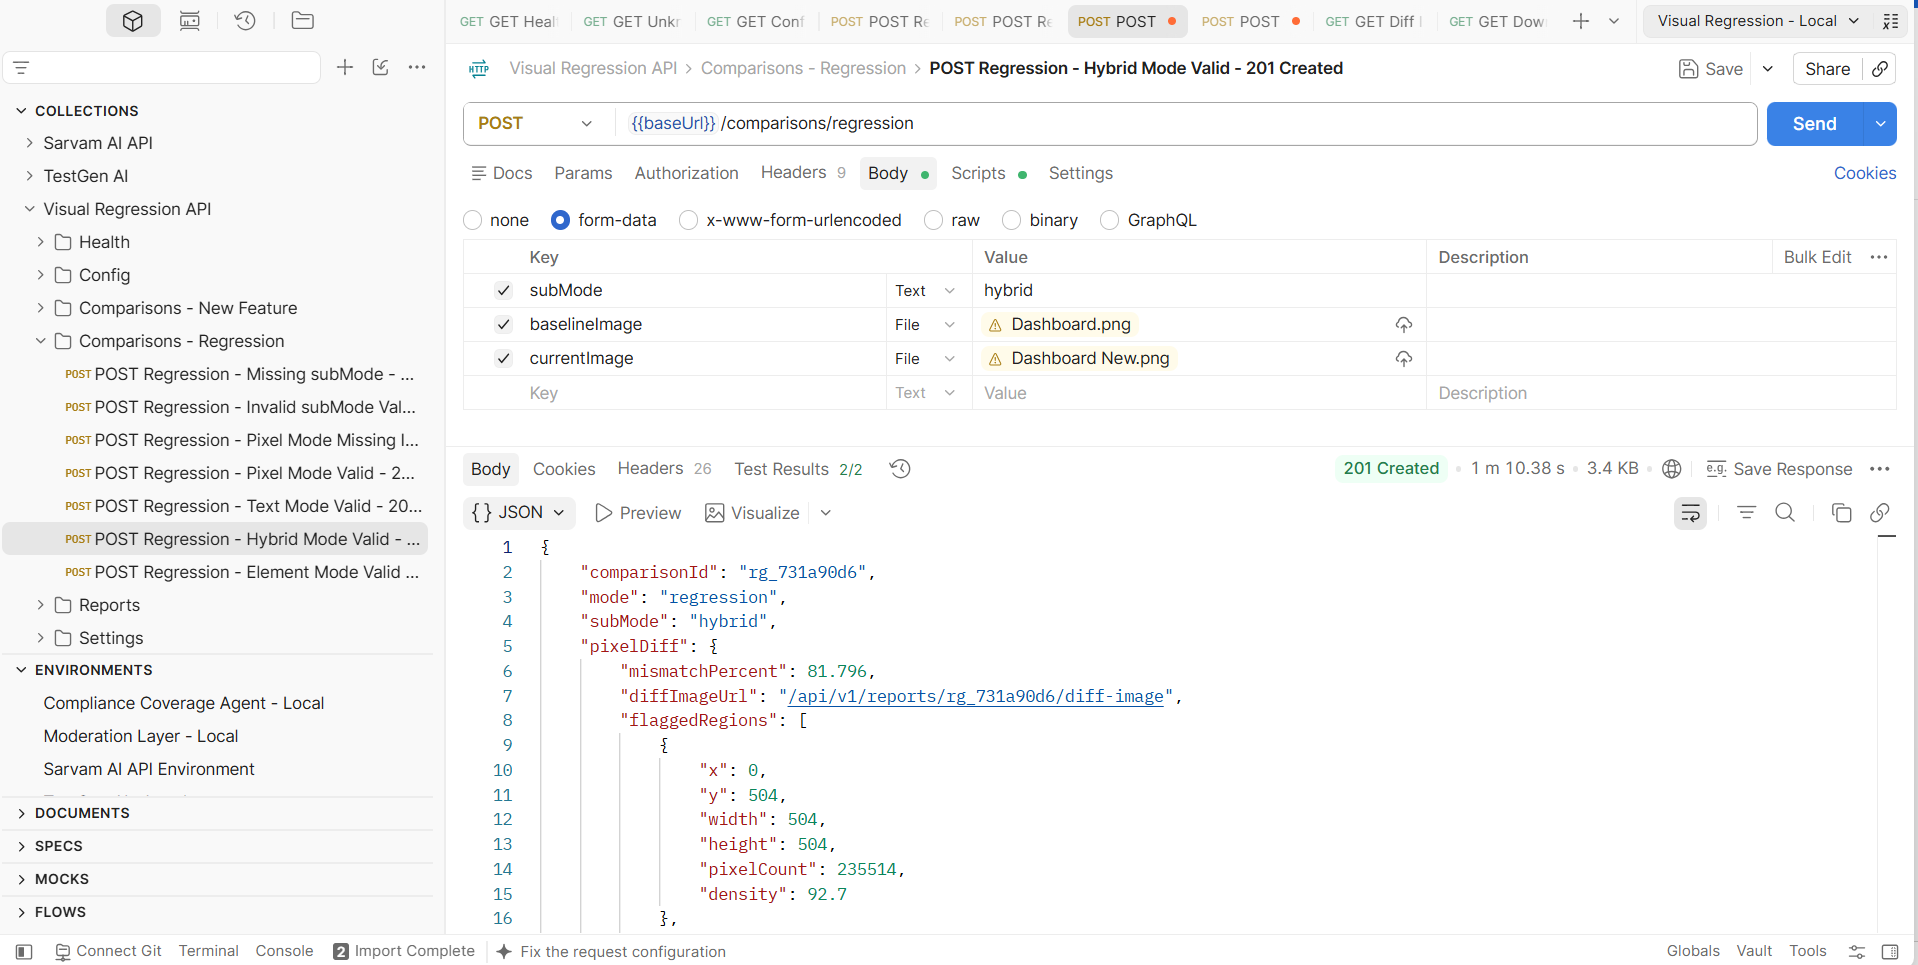 GET GET Heal
GET GET Unkr
GET GET Conf
POST POST Re
POST POST Re
POST POST
POST POST
GET GET Diff
GET GET Dow
Visual Regression - Local
HTTP
Visual Regression API > Comparisons - Regression > POST Regression - Hybrid Mode Valid - 201 Created
Save
Share
COLLECTIONS
Sarvam AI API
TestGen AI
Visual Regression API
Health
Config
Comparisons - New Feature
Comparisons - Regression
POST POST Regression - Missing subMode - ...
POST POST Regression - Invalid subMode Val...
POST POST Regression - Pixel Mode Missing I...
POST POST Regression - Pixel Mode Valid - 2...
POST POST Regression - Text Mode Valid - 20...
POST POST Regression - Hybrid Mode Valid - ...
POST POST Regression - Element Mode Valid ...
Reports
Settings
ENVIRONMENTS
Compliance Coverage Agent - Local
Moderation Layer - Local
Sarvam AI API Environment
DOCUMENTS
SPECS
MOCKS
FLOWS
POST
{{baseUrl}} /comparisons/regression
Send
Docs Params Authorization Headers 9 Body Scripts Settings Cookies
none form-data x-www-form-urlencoded raw binary GraphQL
Key Value Description Bulk Edit
subMode Text hybrid
baselineImage File Dashboard.png
currentImage File Dashboard New.png
Key Text Value Description
Body Cookies Headers 26 Test Results 2/2 201 Created 1 m 10.38 s 3.4 KB e.g. Save Response
{} JSON Preview Visualize
1 {
2 "comparisonId": "rg_731a90d6",
3 "mode": "regression",
4 "subMode": "hybrid",
5 "pixelDiff": {
6 "mismatchPercent": 81.796,
7 "diffImageUrl": "/api/v1/reports/rg_731a90d6/diff-image",
8 "flaggedRegions": [
9 {
10 "x": 0,
11 "y": 504,
12 "width": 504,
13 "height": 504,
14 "pixelCount": 235514,
15 "density": 92.7
16 },
Connect Git Terminal Console 2 Import Complete Fix the request configuration Globals Vault Tools